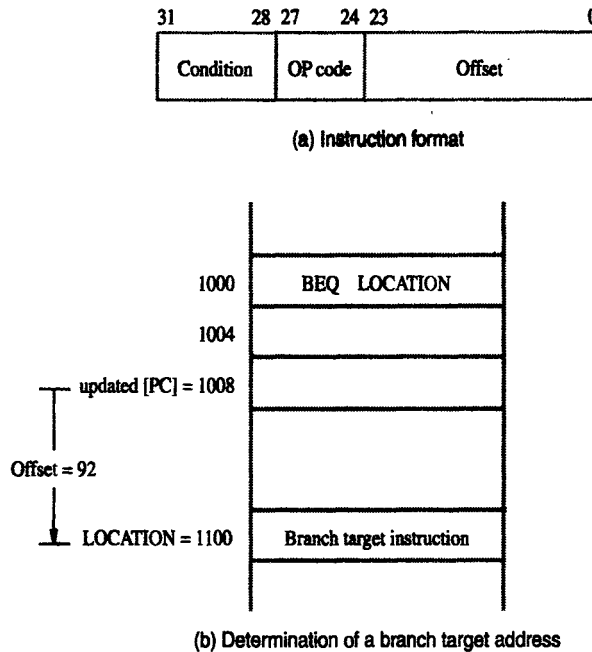 31 28 27 24 23 0
Condition OP code Offset
(a) Instruction format
1000 BEQ LOCATION
1004
updated [PC] = 1008
Offset = 92
LOCATION = 1100 Branch target instruction
(b) Determination of a branch target address